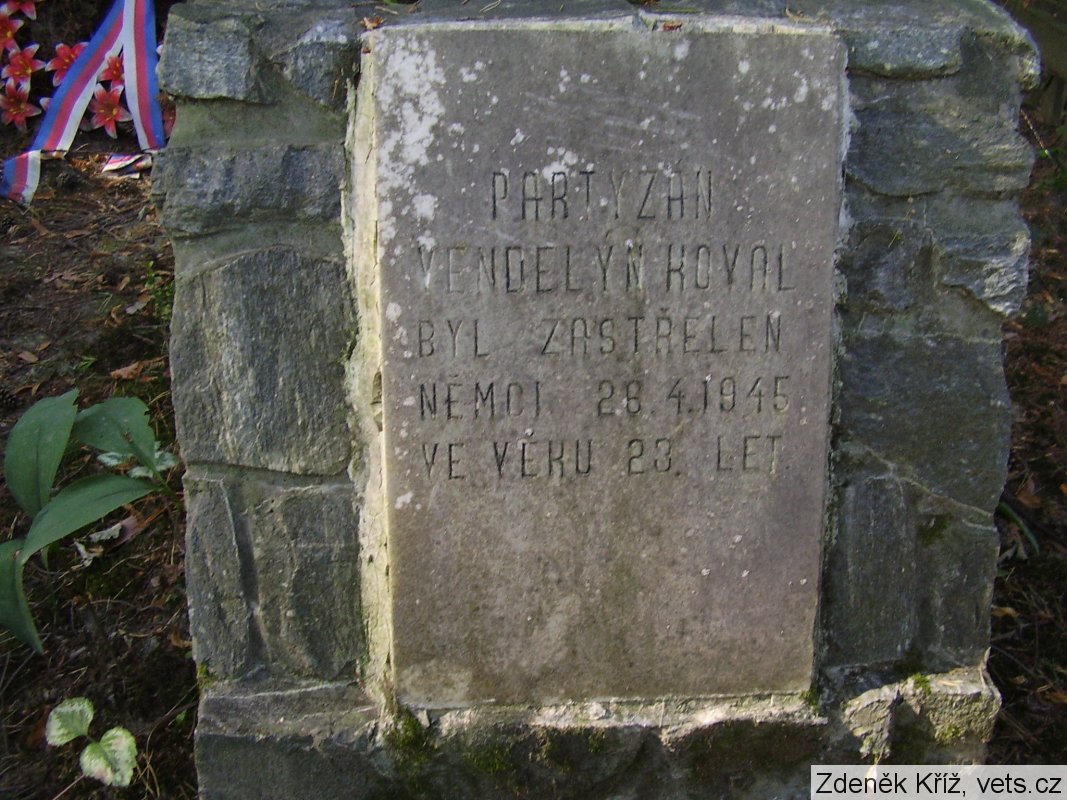 PARTYZÁN
VENDELÝN KOVAL
BYL ZASTŘELEN
NĚMCI 28.4.1945
VE VĚKU 23. LET.
Zdeněk Kříž, vets.cz